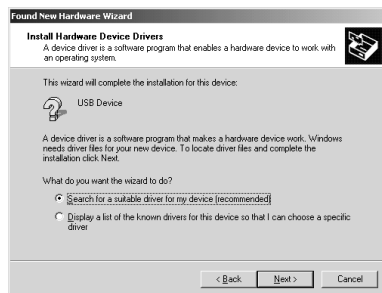 Found New Hardware Wizard
Install Hardware Device Drivers
A device driver is a software program that enables a hardware device to work with
an operating system.
This wizard will complete the installation for this device:
USB Device
A device driver is a software program that makes a hardware device work. Windows
needs driver files for your new device. To locate driver files and complete the
installation click Next.
What do you want the wizard to do?
Search for a suitable driver for my device (recommended)
Display a list of the known drivers for this device so that I can choose a specific
driver
< Back Next > Cancel